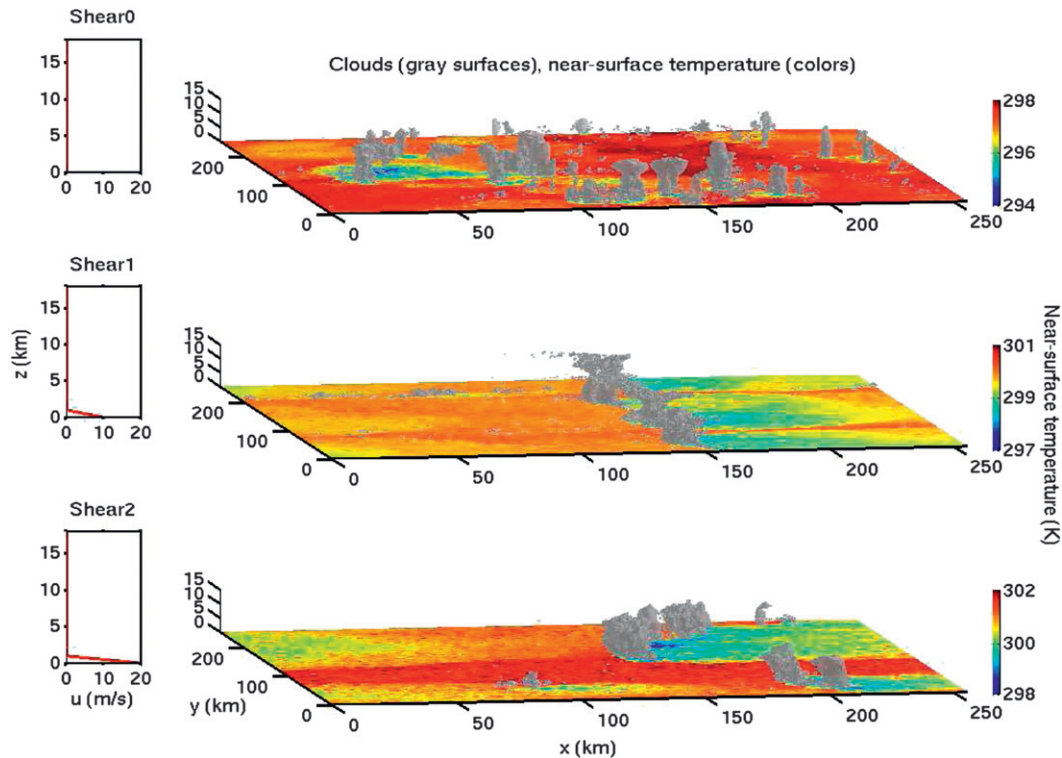 Shear0
Clouds (gray surfaces), near-surface temperature (colors)
15
10
5
0
0 10 20
15
10
5
0
200
100
0
0 50 100 150 200 250
298
296
294
Shear1
15
10
5
0
0 10 20
z (km)
15
10
5
0
200
100
0
0 50 100 150 200 250
301
299
297
Near-surface temperature (K)
Shear2
15
10
5
0
0 10 20
u (m/s)
15
10
5
0
200
100
0
y (km)
0 50 100 150 200 250
x (km)
302
300
298